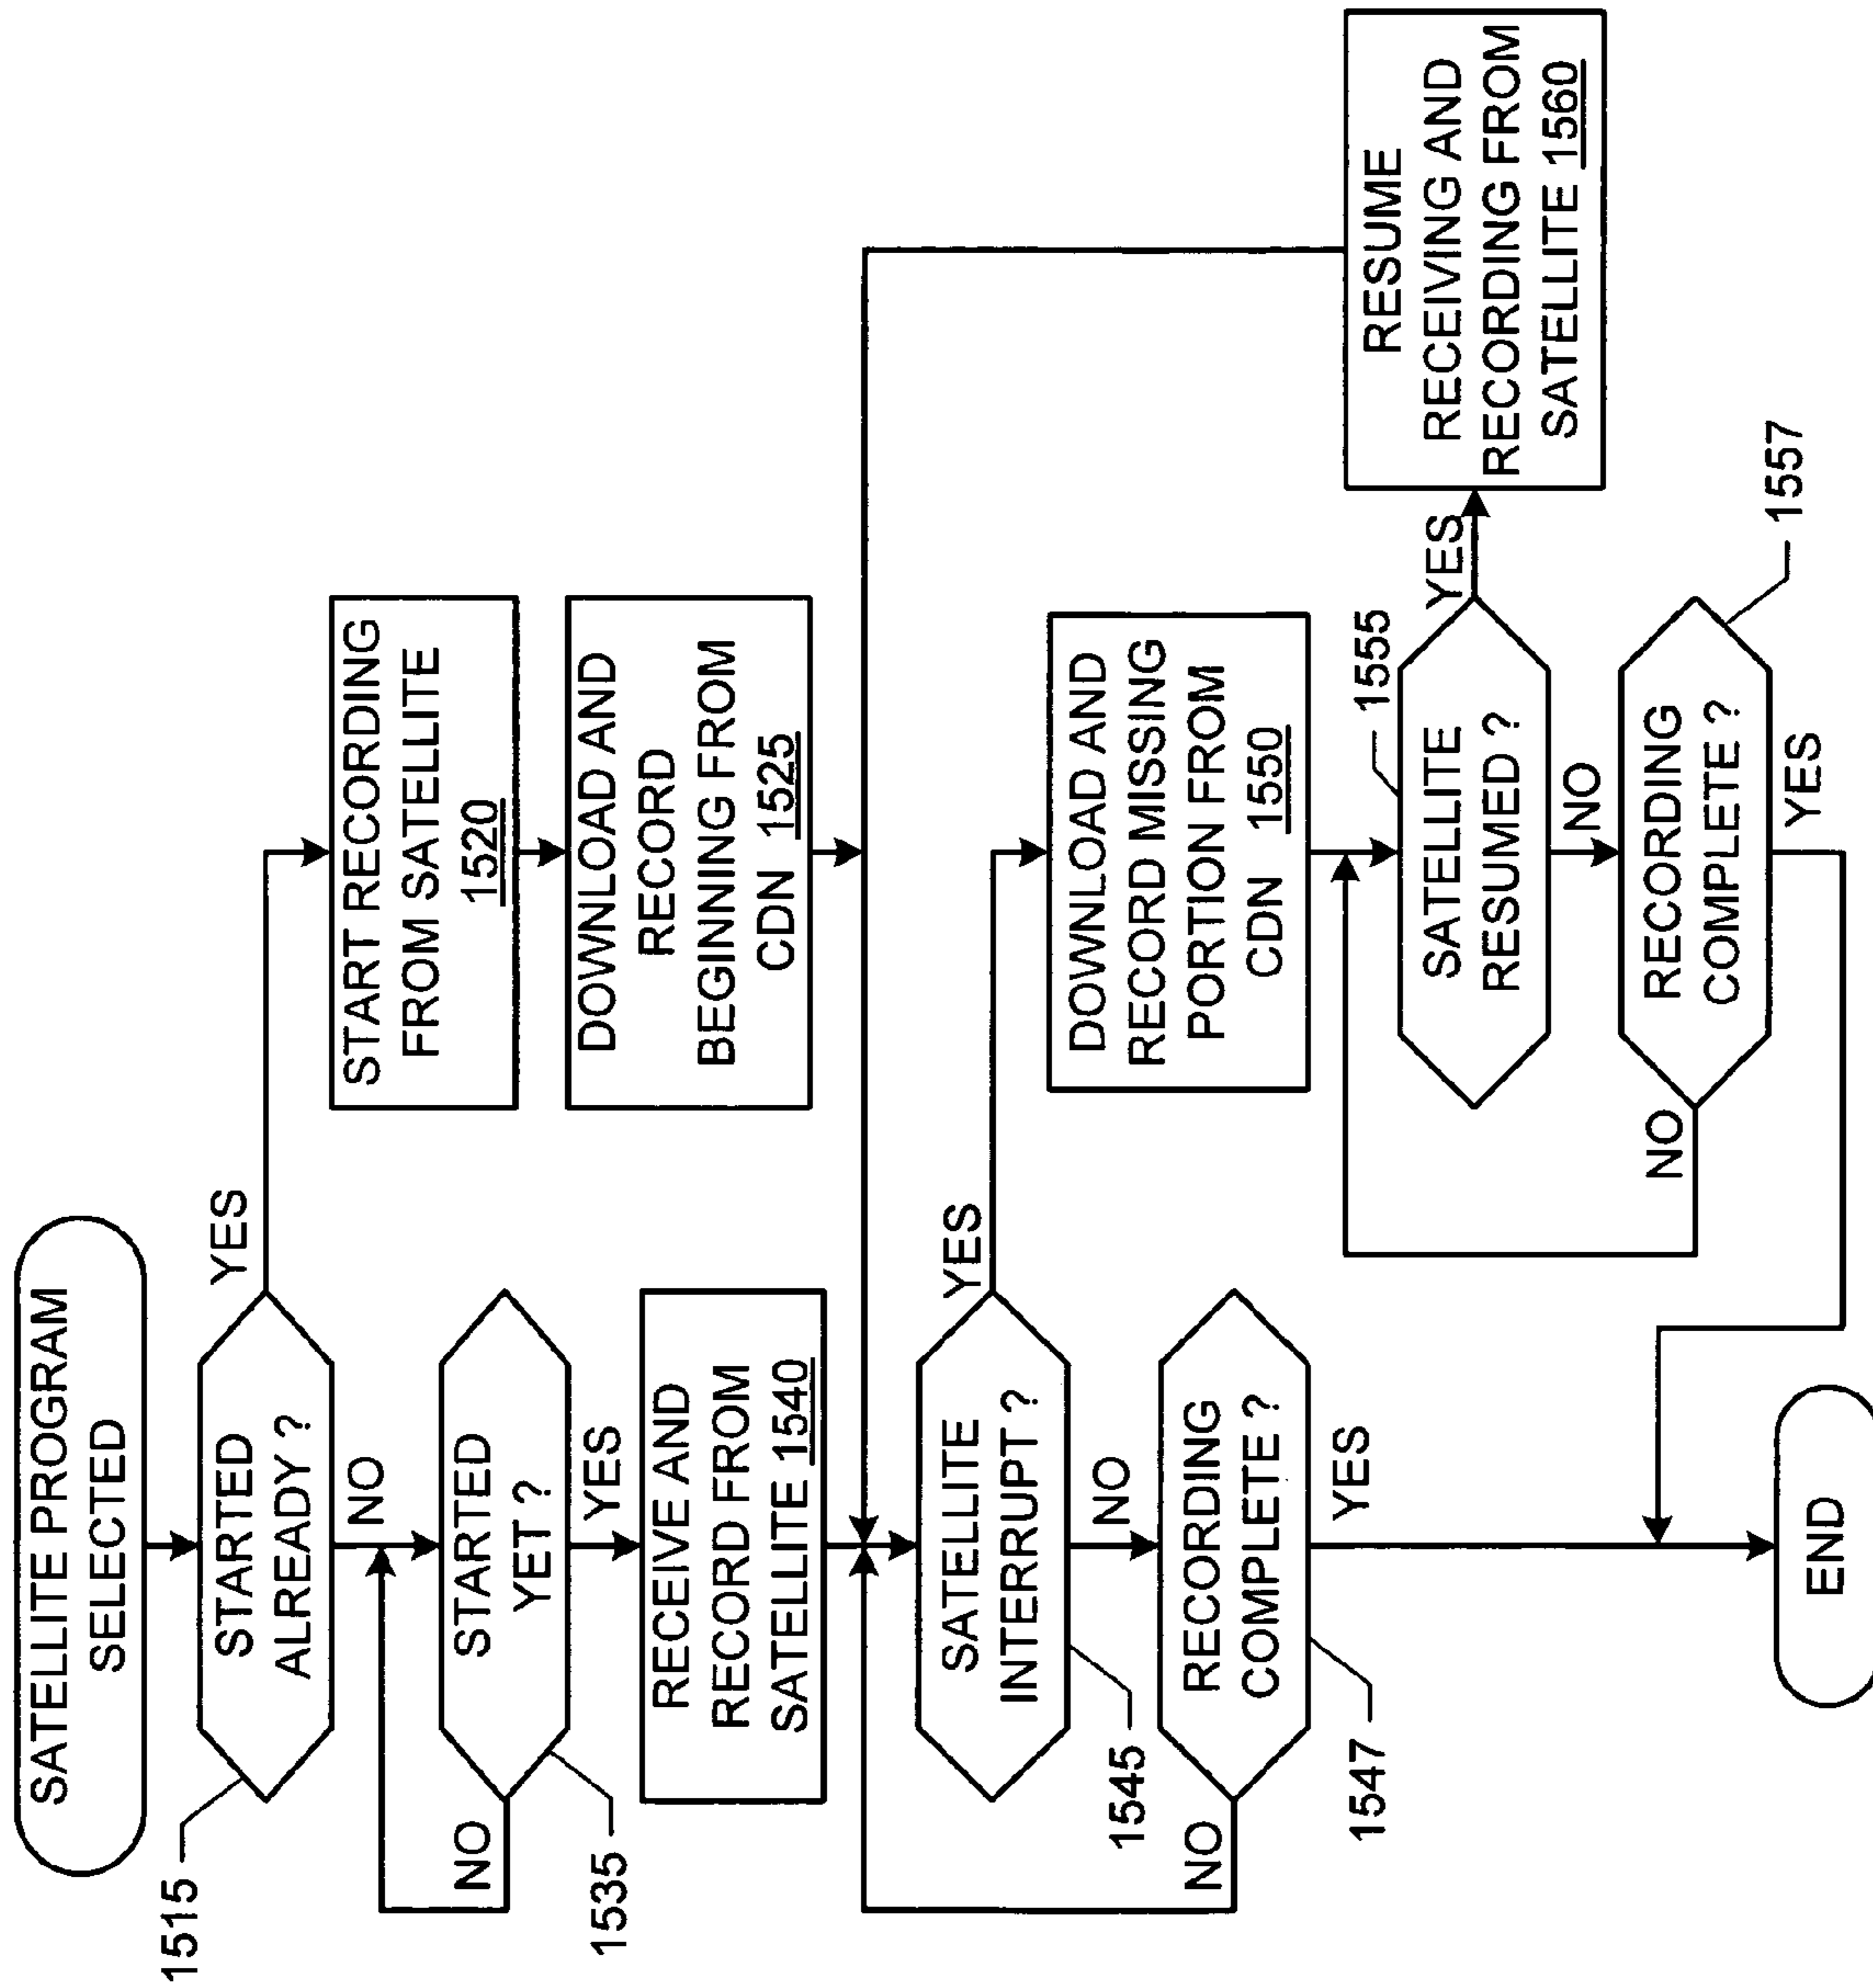 SATELLITE PROGRAM
SELECTED
1515
STARTED
ALREADY ?
YES
NO
START RECORDING
FROM SATELLITE
1520
STARTED
YET ?
NO
YES
1535
DOWNLOAD AND
RECORD
BEGINNING FROM
CDN 1525
RECEIVE AND
RECORD FROM
SATELLITE 1540
SATELLITE
INTERRUPT ?
YES
NO
1545
DOWNLOAD AND
RECORD MISSING
PORTION FROM
CDN 1550
RECORDING
COMPLETE ?
NO
YES
1547
1555
SATELLITE
RESUMED ?
YES
NO
RESUME
RECEIVING AND
RECORDING FROM
SATELLITE 1560
RECORDING
COMPLETE ?
NO
YES
1557
END